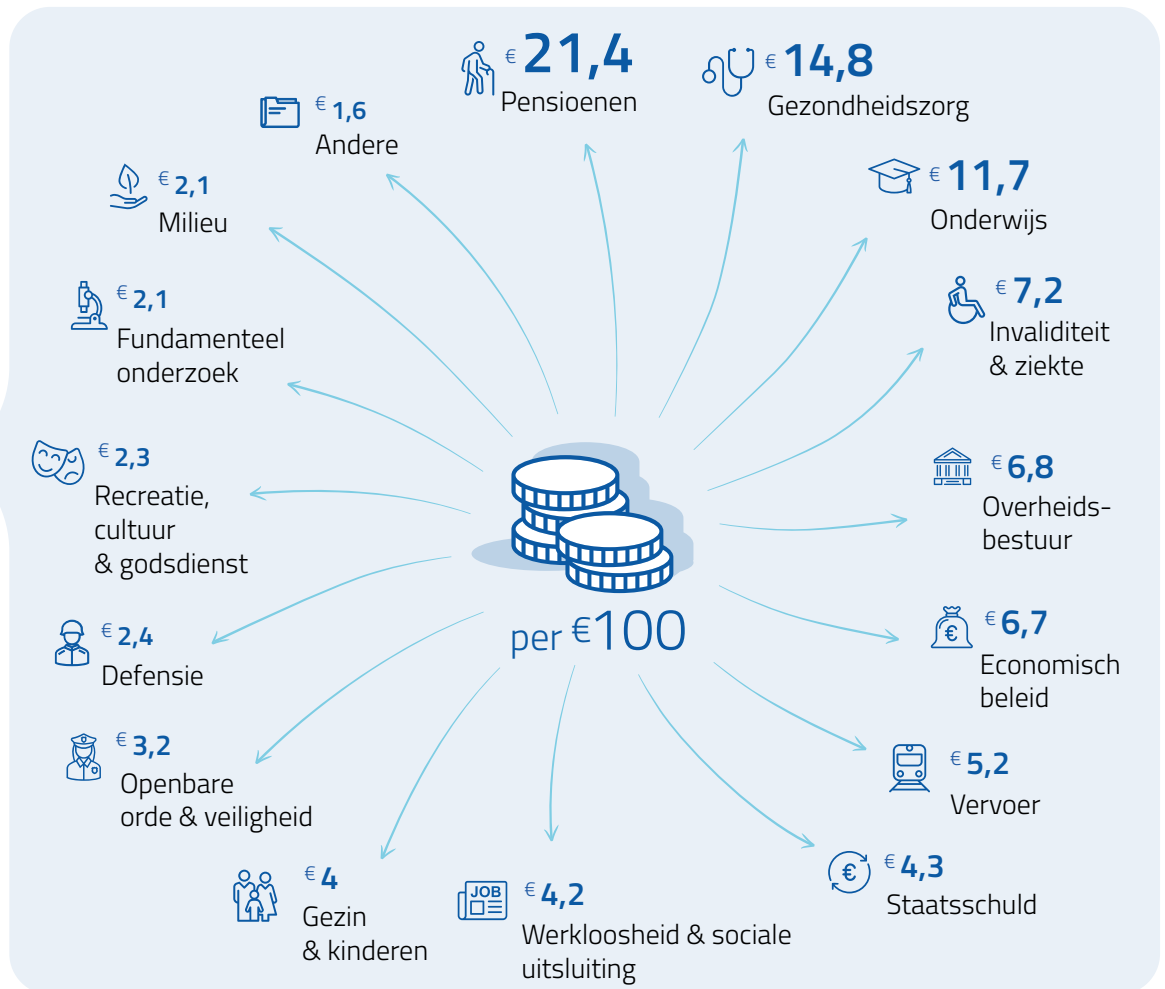 € 21,4
Pensioenen
€ 14,8
Gezondheidszorg
€ 11,7
Onderwijs
€ 7,2
Invaliditeit
& ziekte
€ 6,8
Overheids-
bestuur
€ 6,7
Economisch
beleid
€ 5,2
Vervoer
€ 4,3
Staatsschuld
€ 4,2
Werkloosheid & sociale
uitsluiting
€ 4
Gezin
& kinderen
€ 3,2
Openbare
orde & veiligheid
€ 2,4
Defensie
€ 2,3
Recreatie,
cultuur
& godsdienst
€ 2,1
Fundamenteel
onderzoek
€ 2,1
Milieu
€ 1,6
Andere
per €100
€
€
JOB